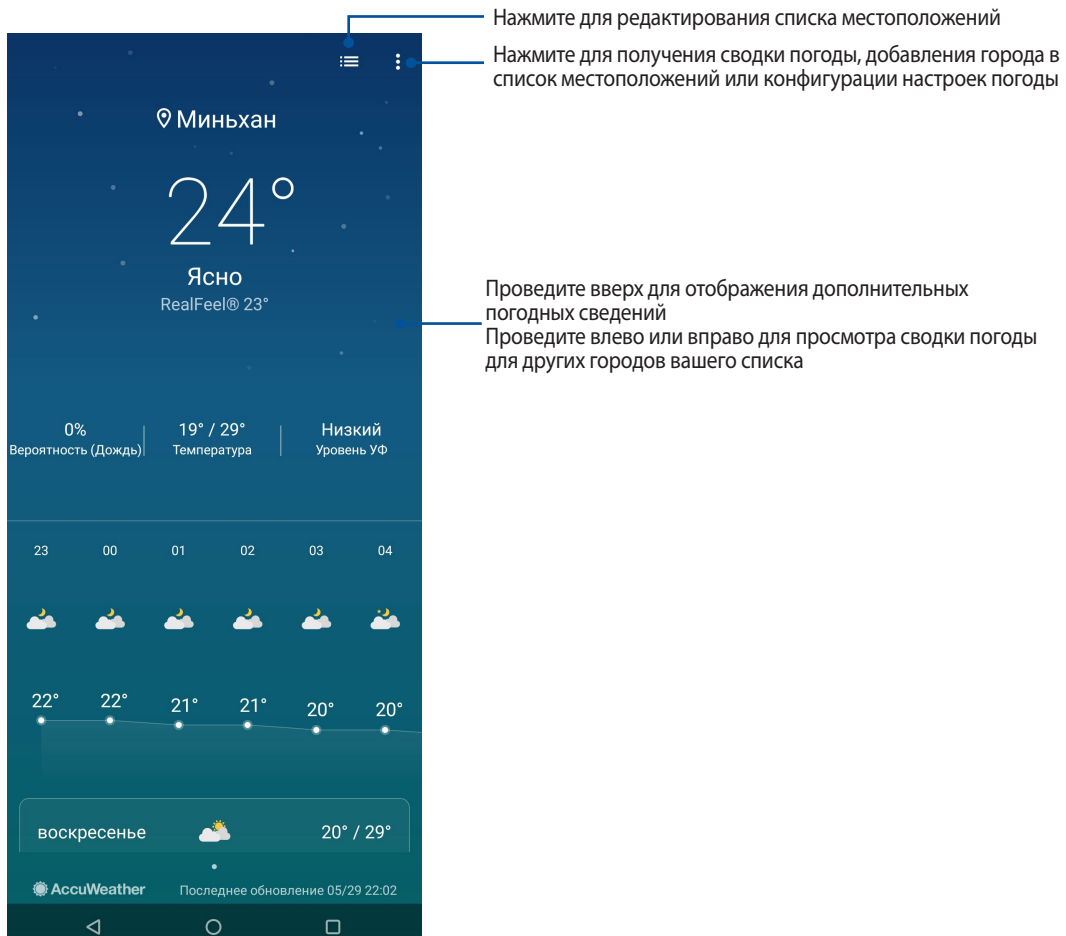 Нажмите для редактирования списка местоположений
Нажмите для получения сводки погоды, добавления города в
список местоположений или конфигурации настроек погоды
Миньхан
24°
Ясно
RealFeel® 23°
Проведите вверх для отображения дополнительных
погодных сведений
Проведите влево или вправо для просмотра сводки погоды
для других городов вашего списка
0% 19° / 29° Низкий
Вероятность (Дождь) Температура Уровень УФ
23 00 01 02 03 04
22° 22° 21° 21° 20° 20°
воскресенье 20° / 29°
AccuWeather Последнее обновление 05/29 22:02